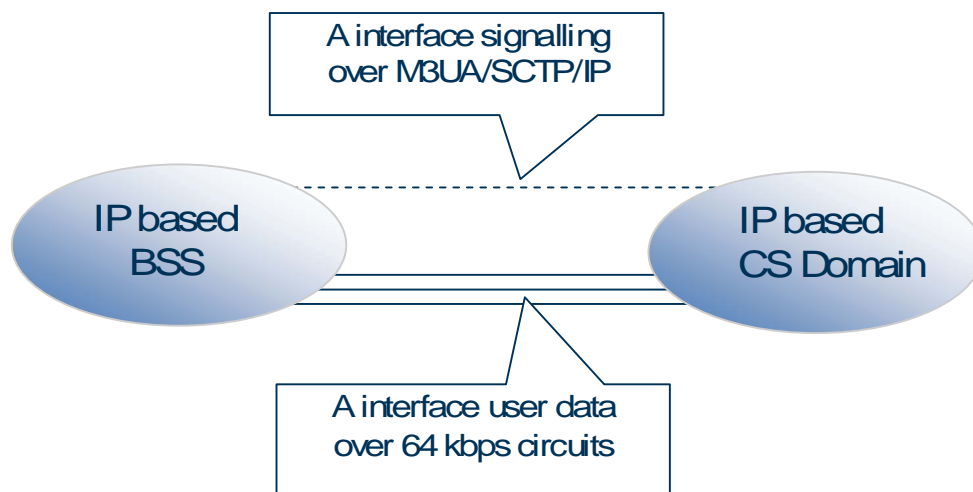 A interface signalling
over M3UA/SCTP/IP
IP based
BSS
IP based
CS Domain
A interface user data
over 64 kbps circuits